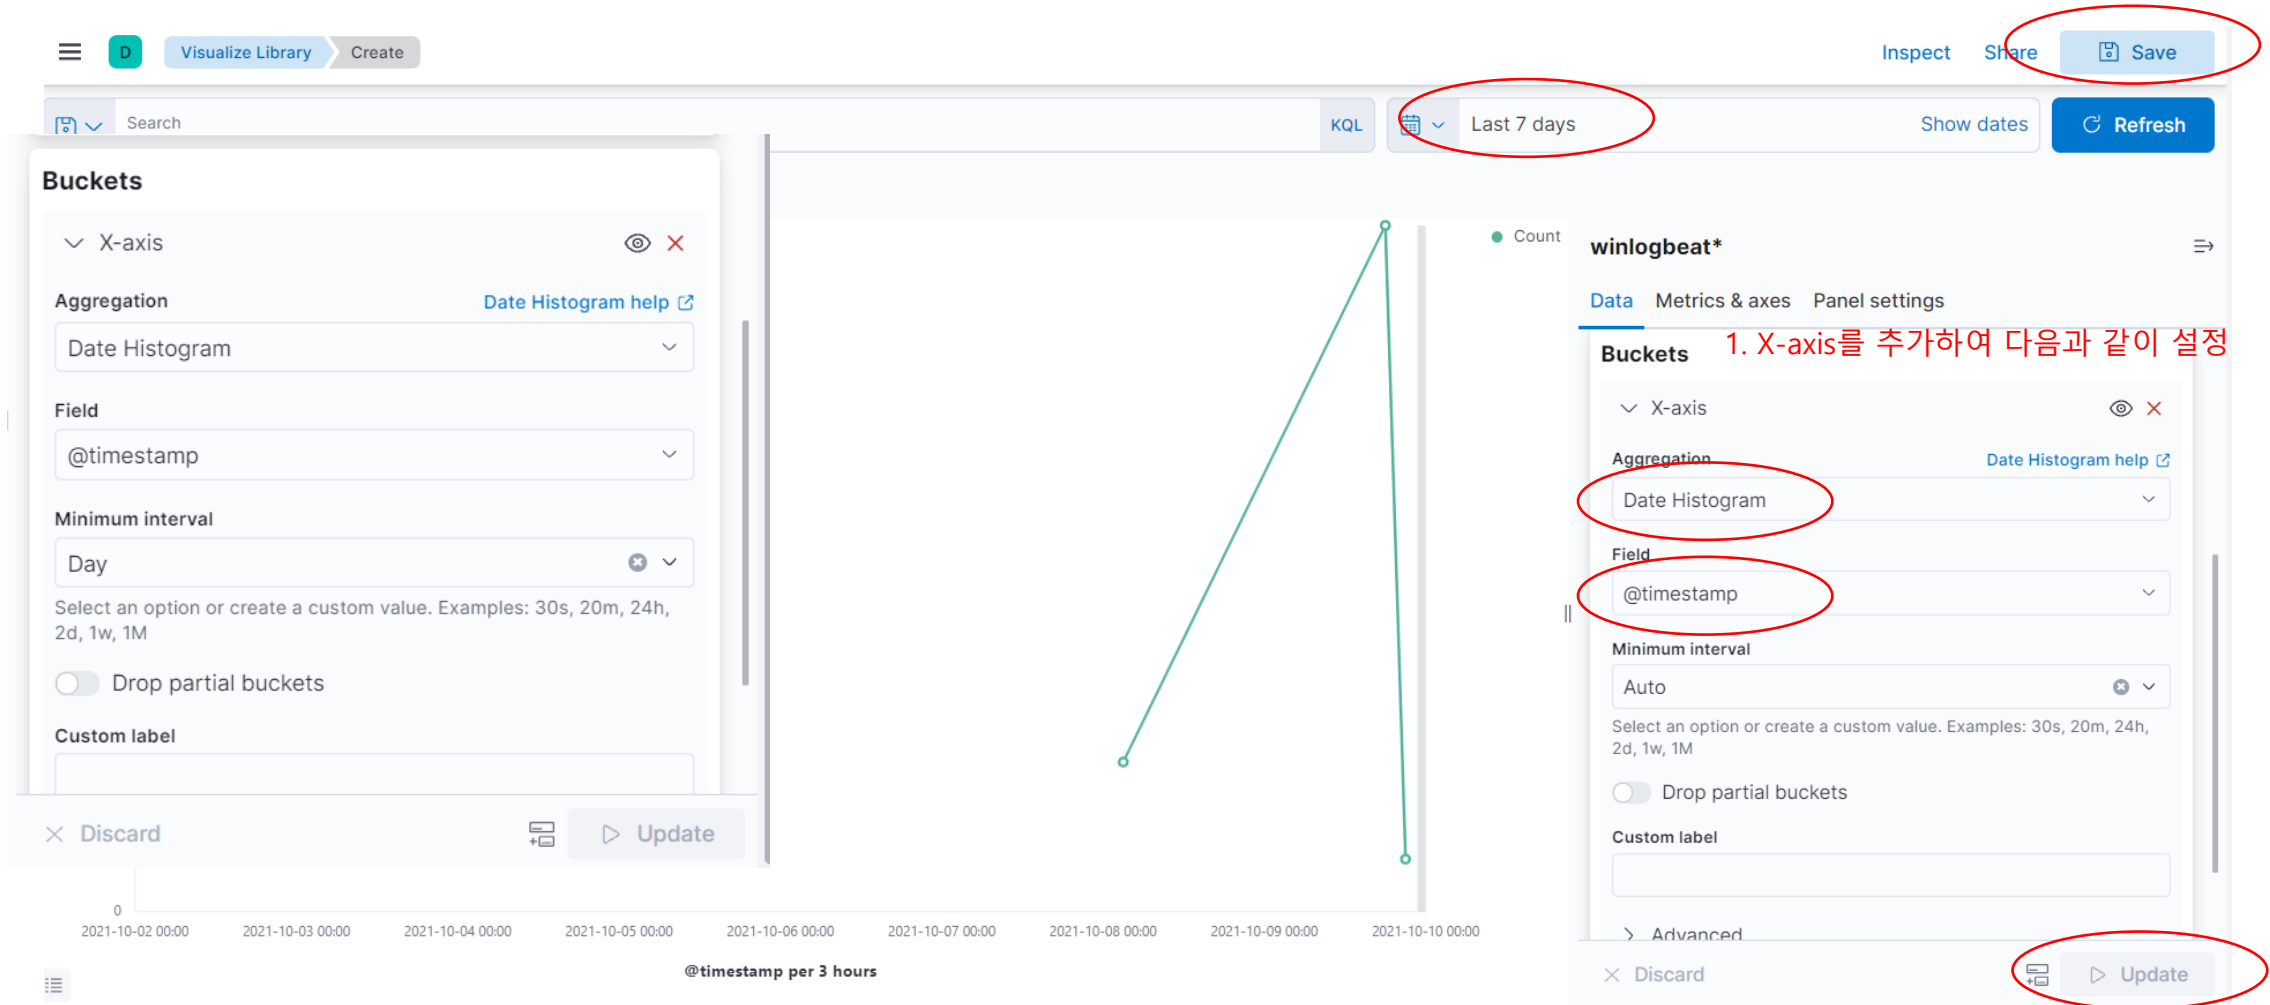 D
Visualize Library
Create
Inspect
Share
Save
Search
KQL
Last 7 days
Show dates
Refresh
Buckets
X-axis
Aggregation
Date Histogram help
Date Histogram
Field
@timestamp
Minimum interval
Day
Select an option or create a custom value. Examples: 30s, 20m, 24h,
2d, 1w, 1M
Drop partial buckets
Custom label
Discard
Update
Count
0
2021-10-02 00:00
2021-10-03 00:00
2021-10-04 00:00
2021-10-05 00:00
2021-10-06 00:00
2021-10-07 00:00
2021-10-08 00:00
2021-10-09 00:00
2021-10-10 00:00
@timestamp per 3 hours
winlogbeat*
Data
Metrics & axes
Panel settings
1. X-axis를 추가하여 다음과 같이 설정
Buckets
X-axis
Aggregation
Date Histogram help
Date Histogram
Field
@timestamp
Minimum interval
Auto
Select an option or create a custom value. Examples: 30s, 20m, 24h,
2d, 1w, 1M
Drop partial buckets
Custom label
Advanced
Discard
Update